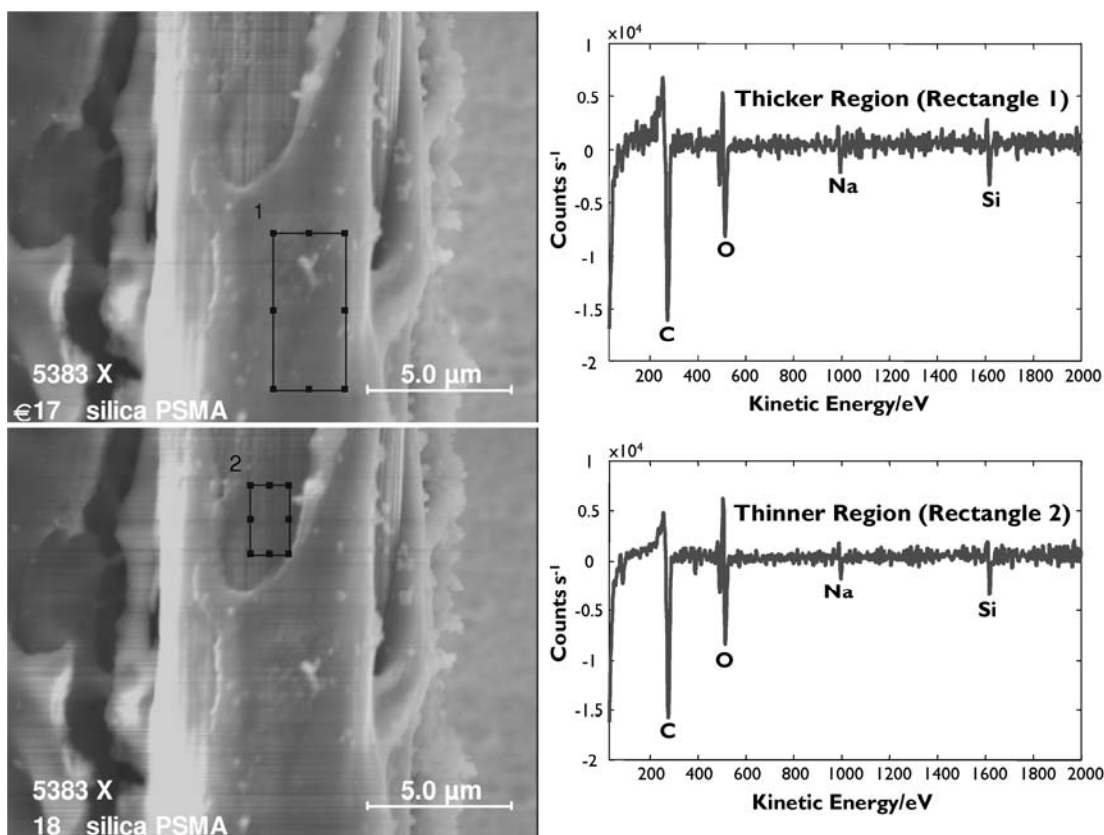 1
5383 X
5.0 µm
€17 silica PSMA
×10⁴
1
0.5
0
-0.5
-1
-1.5
-2
Counts s⁻¹
Thicker Region (Rectangle 1)
C
O
Na
Si
200 400 600 800 1000 1200 1400 1600 1800 2000
Kinetic Energy/eV
2
5383 X
5.0 µm
18 silica PSMA
×10⁴
1
0.5
0
-0.5
-1
-1.5
-2
Counts s⁻¹
Thinner Region (Rectangle 2)
C
O
Na
Si
200 400 600 800 1000 1200 1400 1600 1800 2000
Kinetic Energy/eV